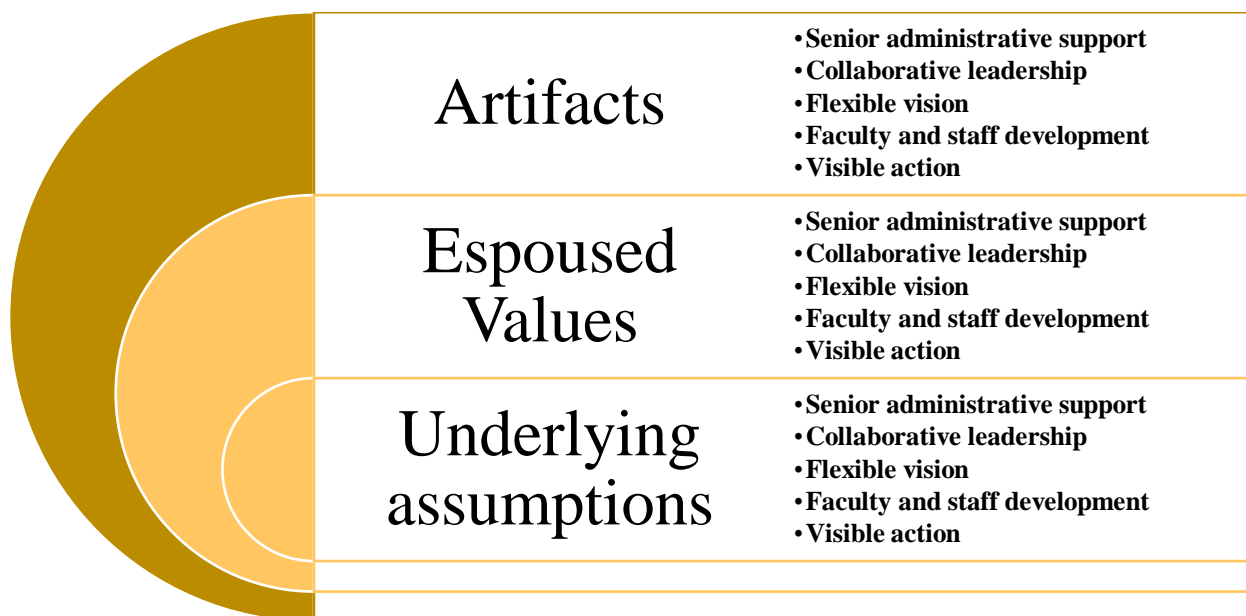 Artifacts
•Senior administrative support
•Collaborative leadership
•Flexible vision
•Faculty and staff development
•Visible action
Espoused
Values
•Senior administrative support
•Collaborative leadership
•Flexible vision
•Faculty and staff development
•Visible action
Underlying
assumptions
•Senior administrative support
•Collaborative leadership
•Flexible vision
•Faculty and staff development
•Visible action